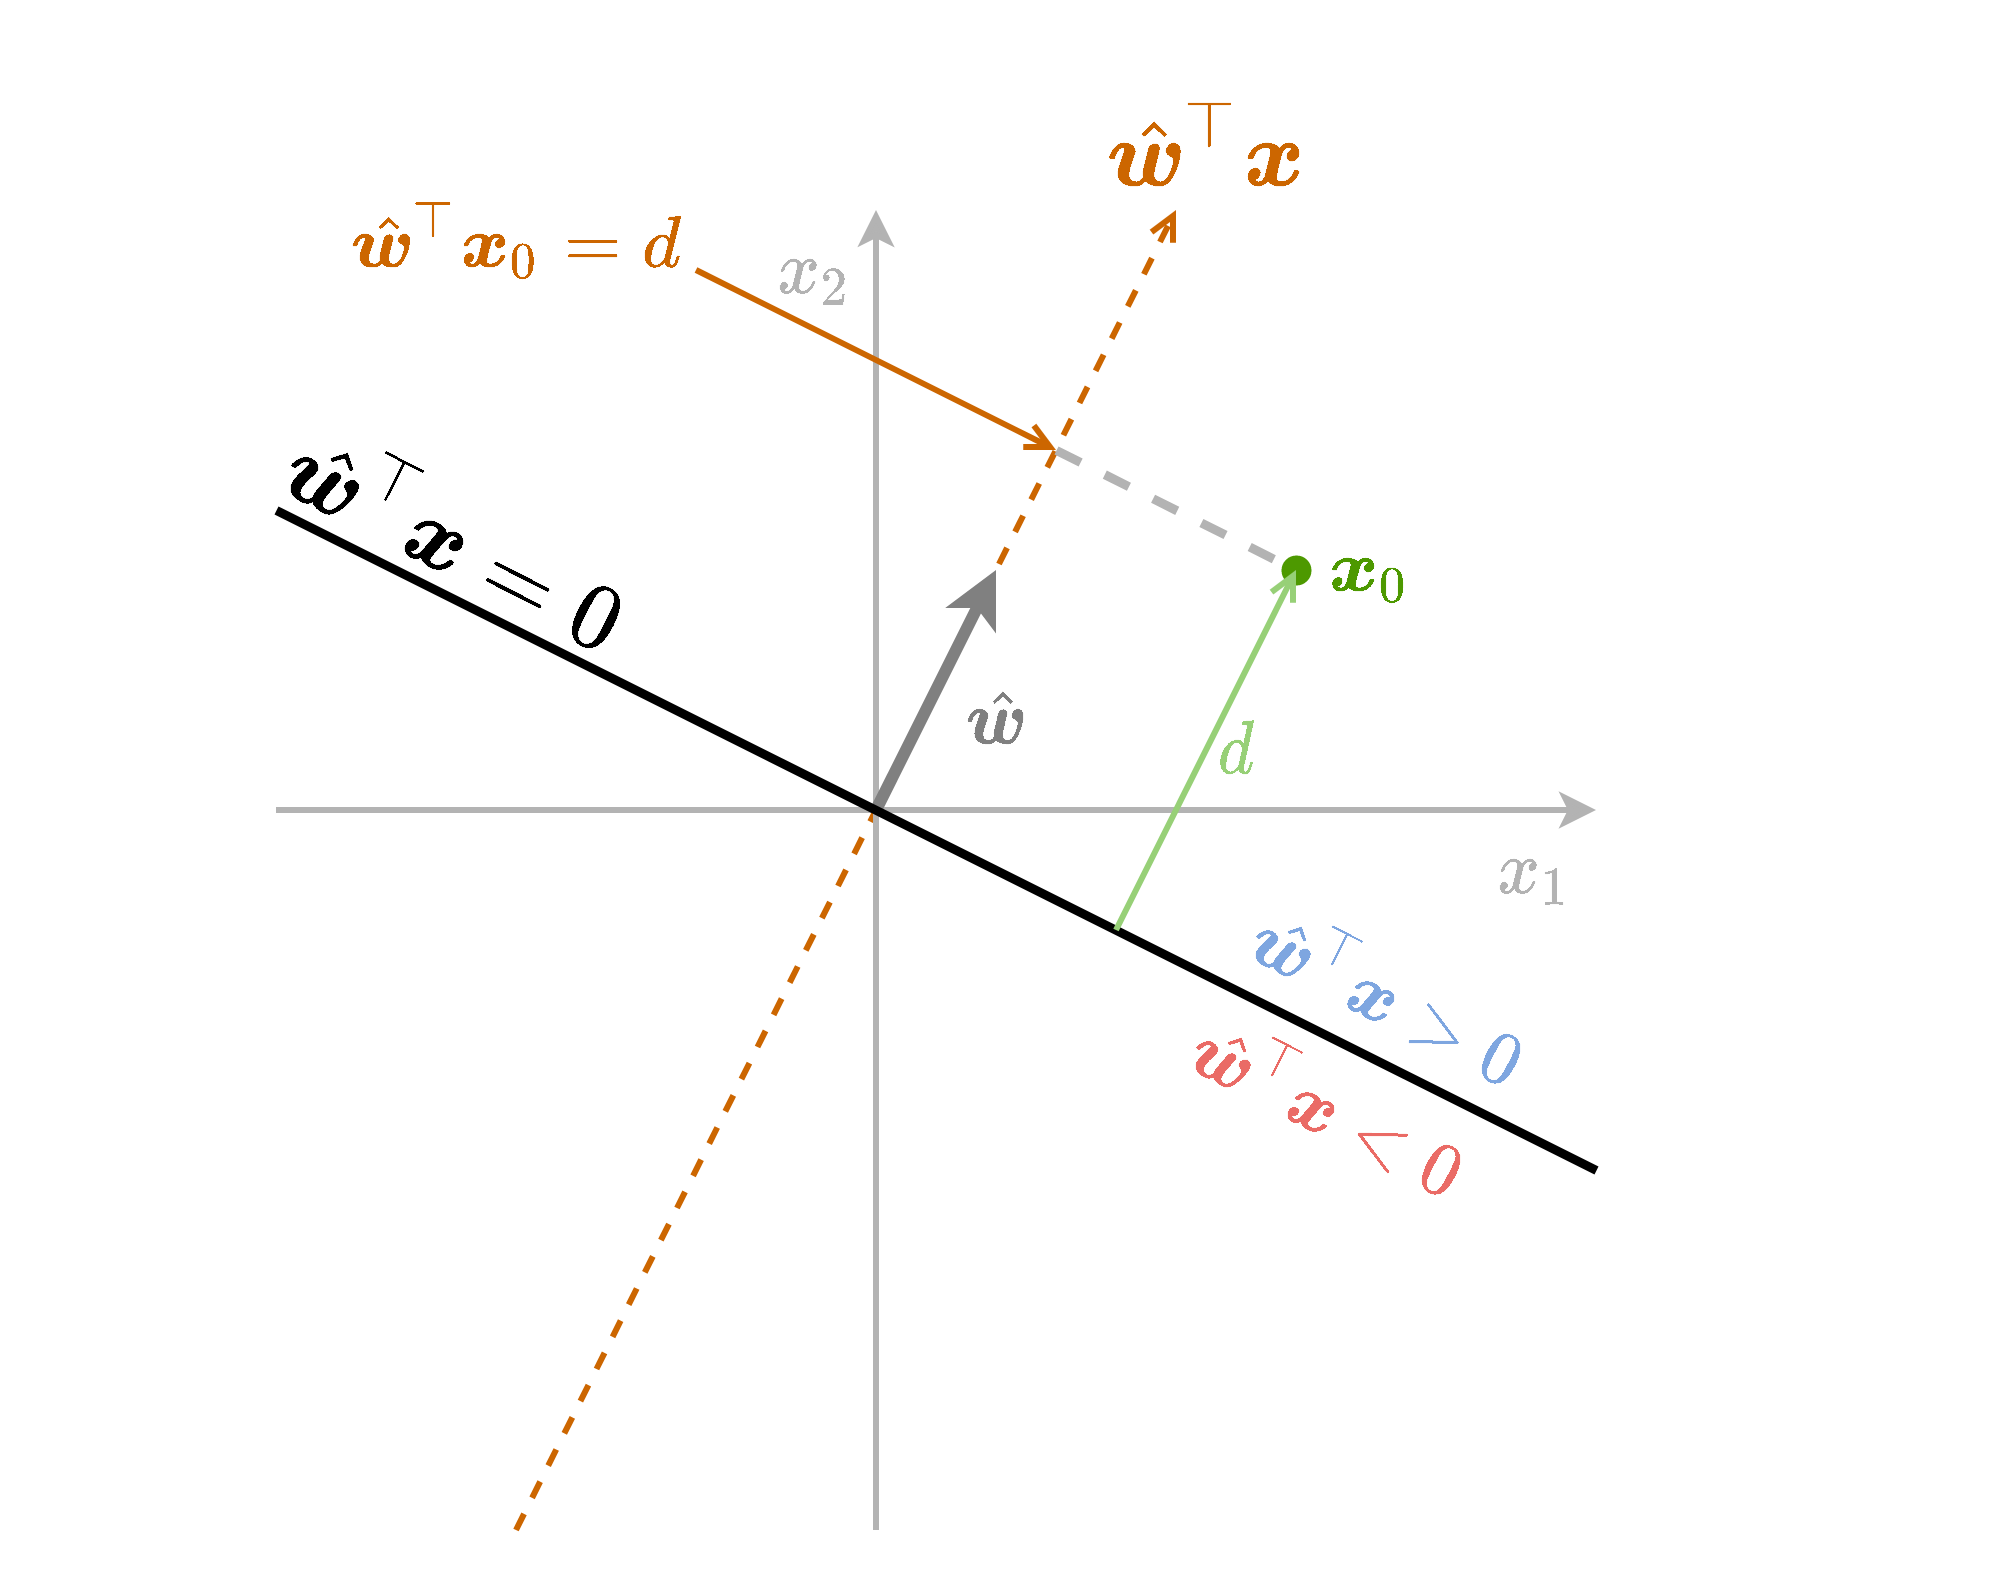 ŵ⊤x
ŵ⊤x₀ = d
x₂
ŵ⊤x = 0
x₀
ŵ
d
x₁
ŵ⊤x > 0
ŵ⊤x < 0